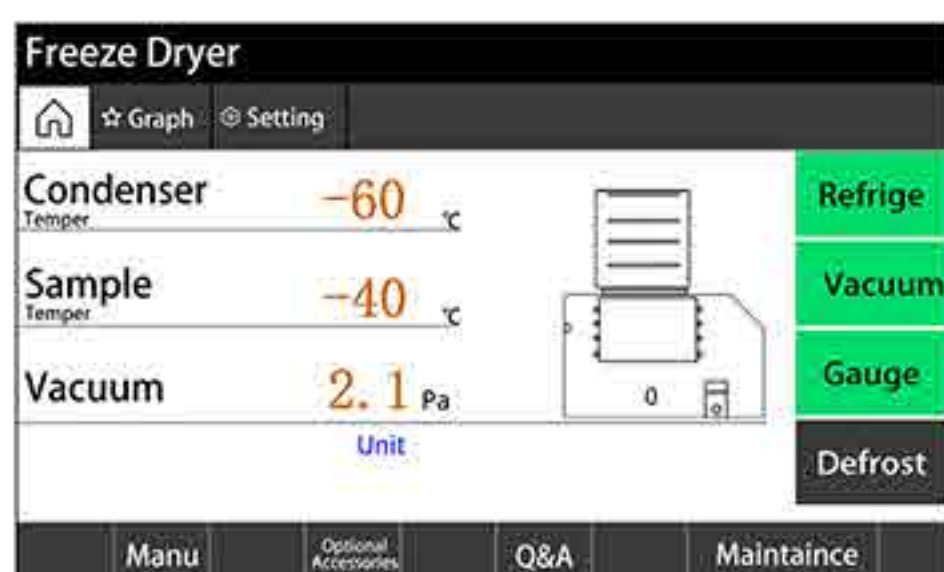 Freeze Dryer
Graph Setting
Condenser -60 ℃
Temper
Sample -40 ℃
Temper
Vacuum 2.1 Pa
Unit
0
Refrige
Vacuum
Gauge
Defrost
Manu Optional Accessories Q&A Maintaince